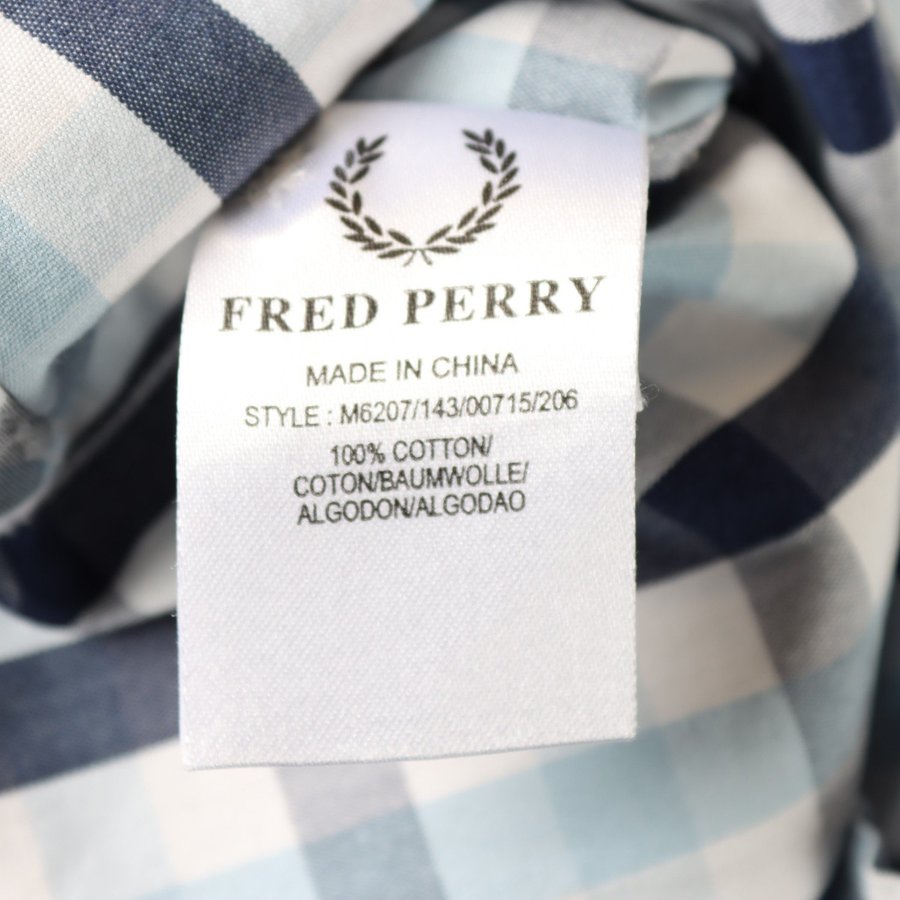 FRED PERRY
MADE IN CHINA
STYLE : M6207/143/00715/206
100% COTTON/
COTON/BAUMWOLLE/
ALGODON/ALGODAO